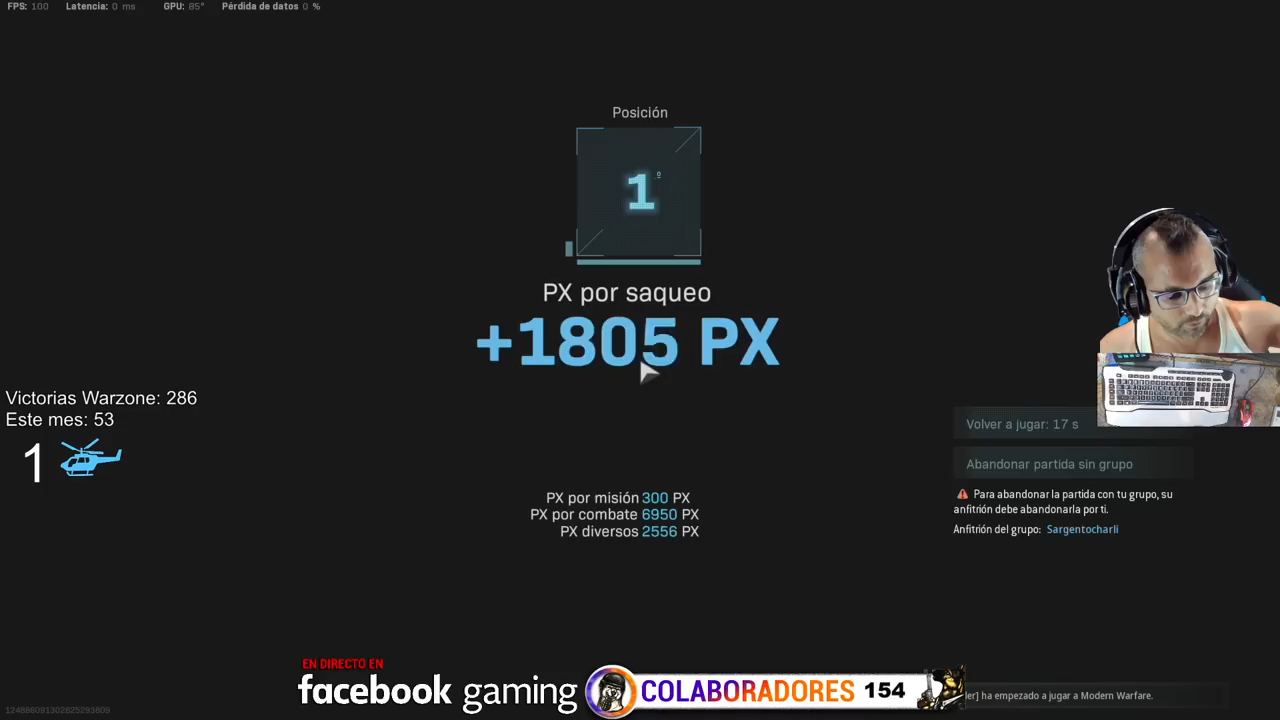 FPS: 100 Latencia: 0 ms GPU: 85° Pérdida de datos 0 %
Posición
1º
PX por saqueo
+1805 PX
Victorias Warzone: 286
Este mes: 53
1
Volver a jugar: 17 s
Abandonar partida sin grupo
Para abandonar la partida con tu grupo, su
anfitrión debe abandonarla por ti.
Anfitrión del grupo: Sargentocharli
PX por misión 300 PX
PX por combate 6950 PX
PX diversos 2556 PX
EN DIRECTO EN
facebook gaming
COLABORADORES 154
ha empezado a jugar a Modern Warfare.